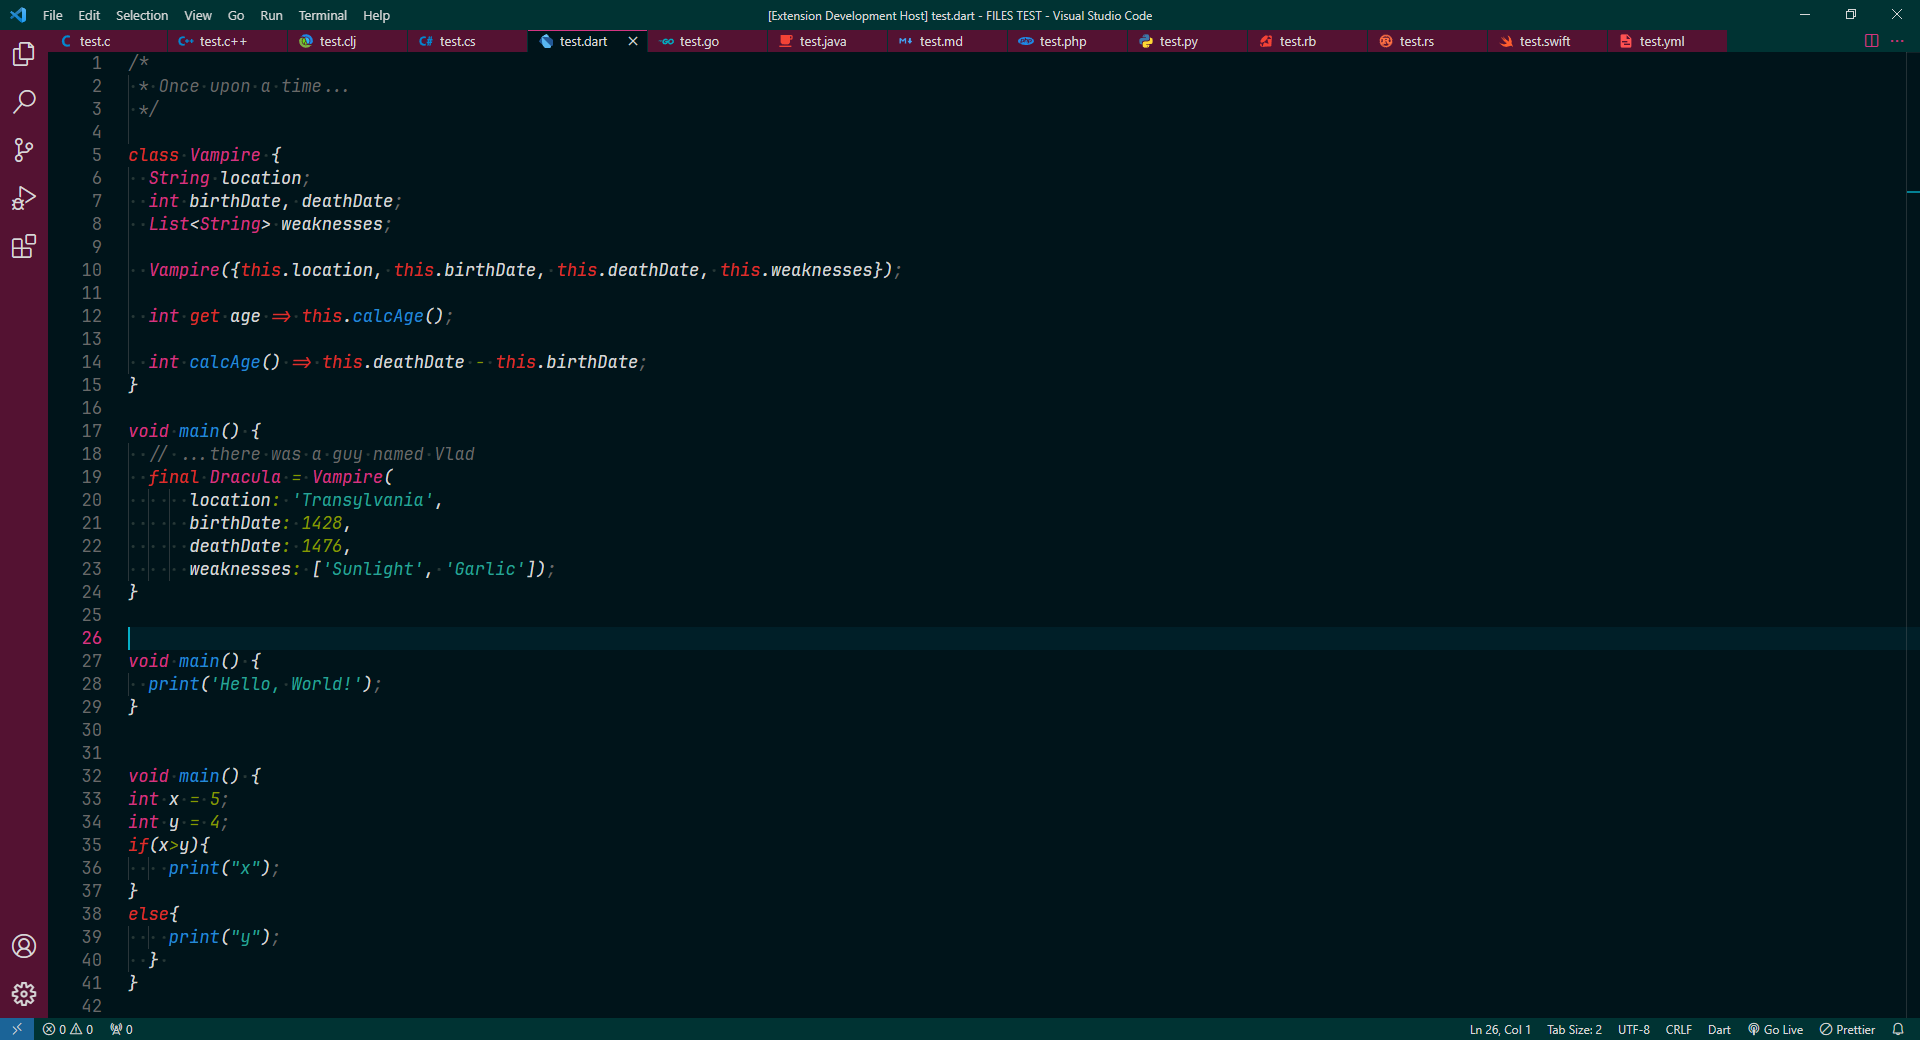 File Edit Selection View Go Run Terminal Help [Extension Development Host] test.dart - FILES TEST - Visual Studio Code
C test.c C++ test.c++ test.clj C# test.cs test.dart GO test.go test.java M↓ test.md php test.php test.py test.rb test.rs test.swift test.yml ...
1 /*
2  * Once upon a time...
3  */
4
5 class Vampire {
6   String location;
7   int birthDate, deathDate;
8   List<String> weaknesses;
9
10   Vampire({this.location, this.birthDate, this.deathDate, this.weaknesses});
11
12   int get age => this.calcAge();
13
14   int calcAge() => this.deathDate - this.birthDate;
15 }
16
17 void main() {
18   // ...there was a guy named Vlad
19   final Dracula = Vampire(
20       location: 'Transylvania',
21       birthDate: 1428,
22       deathDate: 1476,
23       weaknesses: ['Sunlight', 'Garlic']);
24 }
25
26
27 void main() {
28   print('Hello, World!');
29 }
30
31
32 void main() {
33 int x = 5;
34 int y = 4;
35 if(x>y){
36     print("x");
37 }
38 else{
39     print("y");
40   }
41 }
42
0 0 0 Ln 26, Col 1 Tab Size: 2 UTF-8 CRLF Dart Go Live Prettier